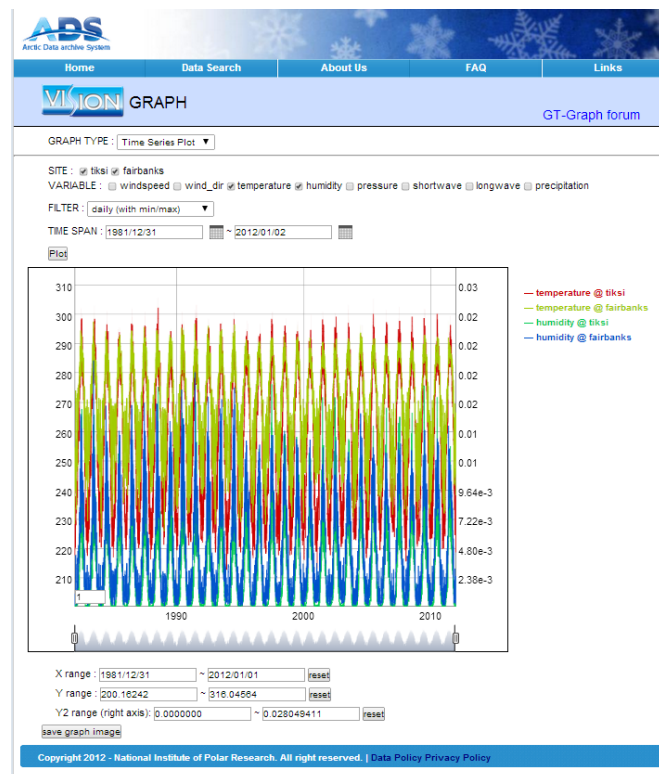 ADS
Arctic Data archive System
Home Data Search About Us FAQ Links
VISION GRAPH
GT-Graph forum
GRAPH TYPE : Time Series Plot ▼
SITE : tiksi fairbanks
VARIABLE : windspeed wind_dir temperature humidity pressure shortwave longwave precipitation
FILTER : daily (with min/max) ▼
TIME SPAN : 1981/12/31 ~ 2012/01/02
Plot
310 0.03
temperature @ tiksi
temperature @ fairbanks
300 0.02
humidity @ tiksi
humidity @ fairbanks
290 0.02
280 0.02
270 0.02
260 0.01
250 0.01
240 9.64e-3
230 7.22e-3
220 4.80e-3
210 2.38e-3
1
1990 2000 2010
X range : 1981/12/31 ~ 2012/01/01 reset
Y range : 200.16242 ~ 316.04564 reset
Y2 range (right axis): 0.0000000 ~ 0.028049411 reset
save graph image
Copyright 2012 - National Institute of Polar Research. All right reserved. | Data Policy Privacy Policy